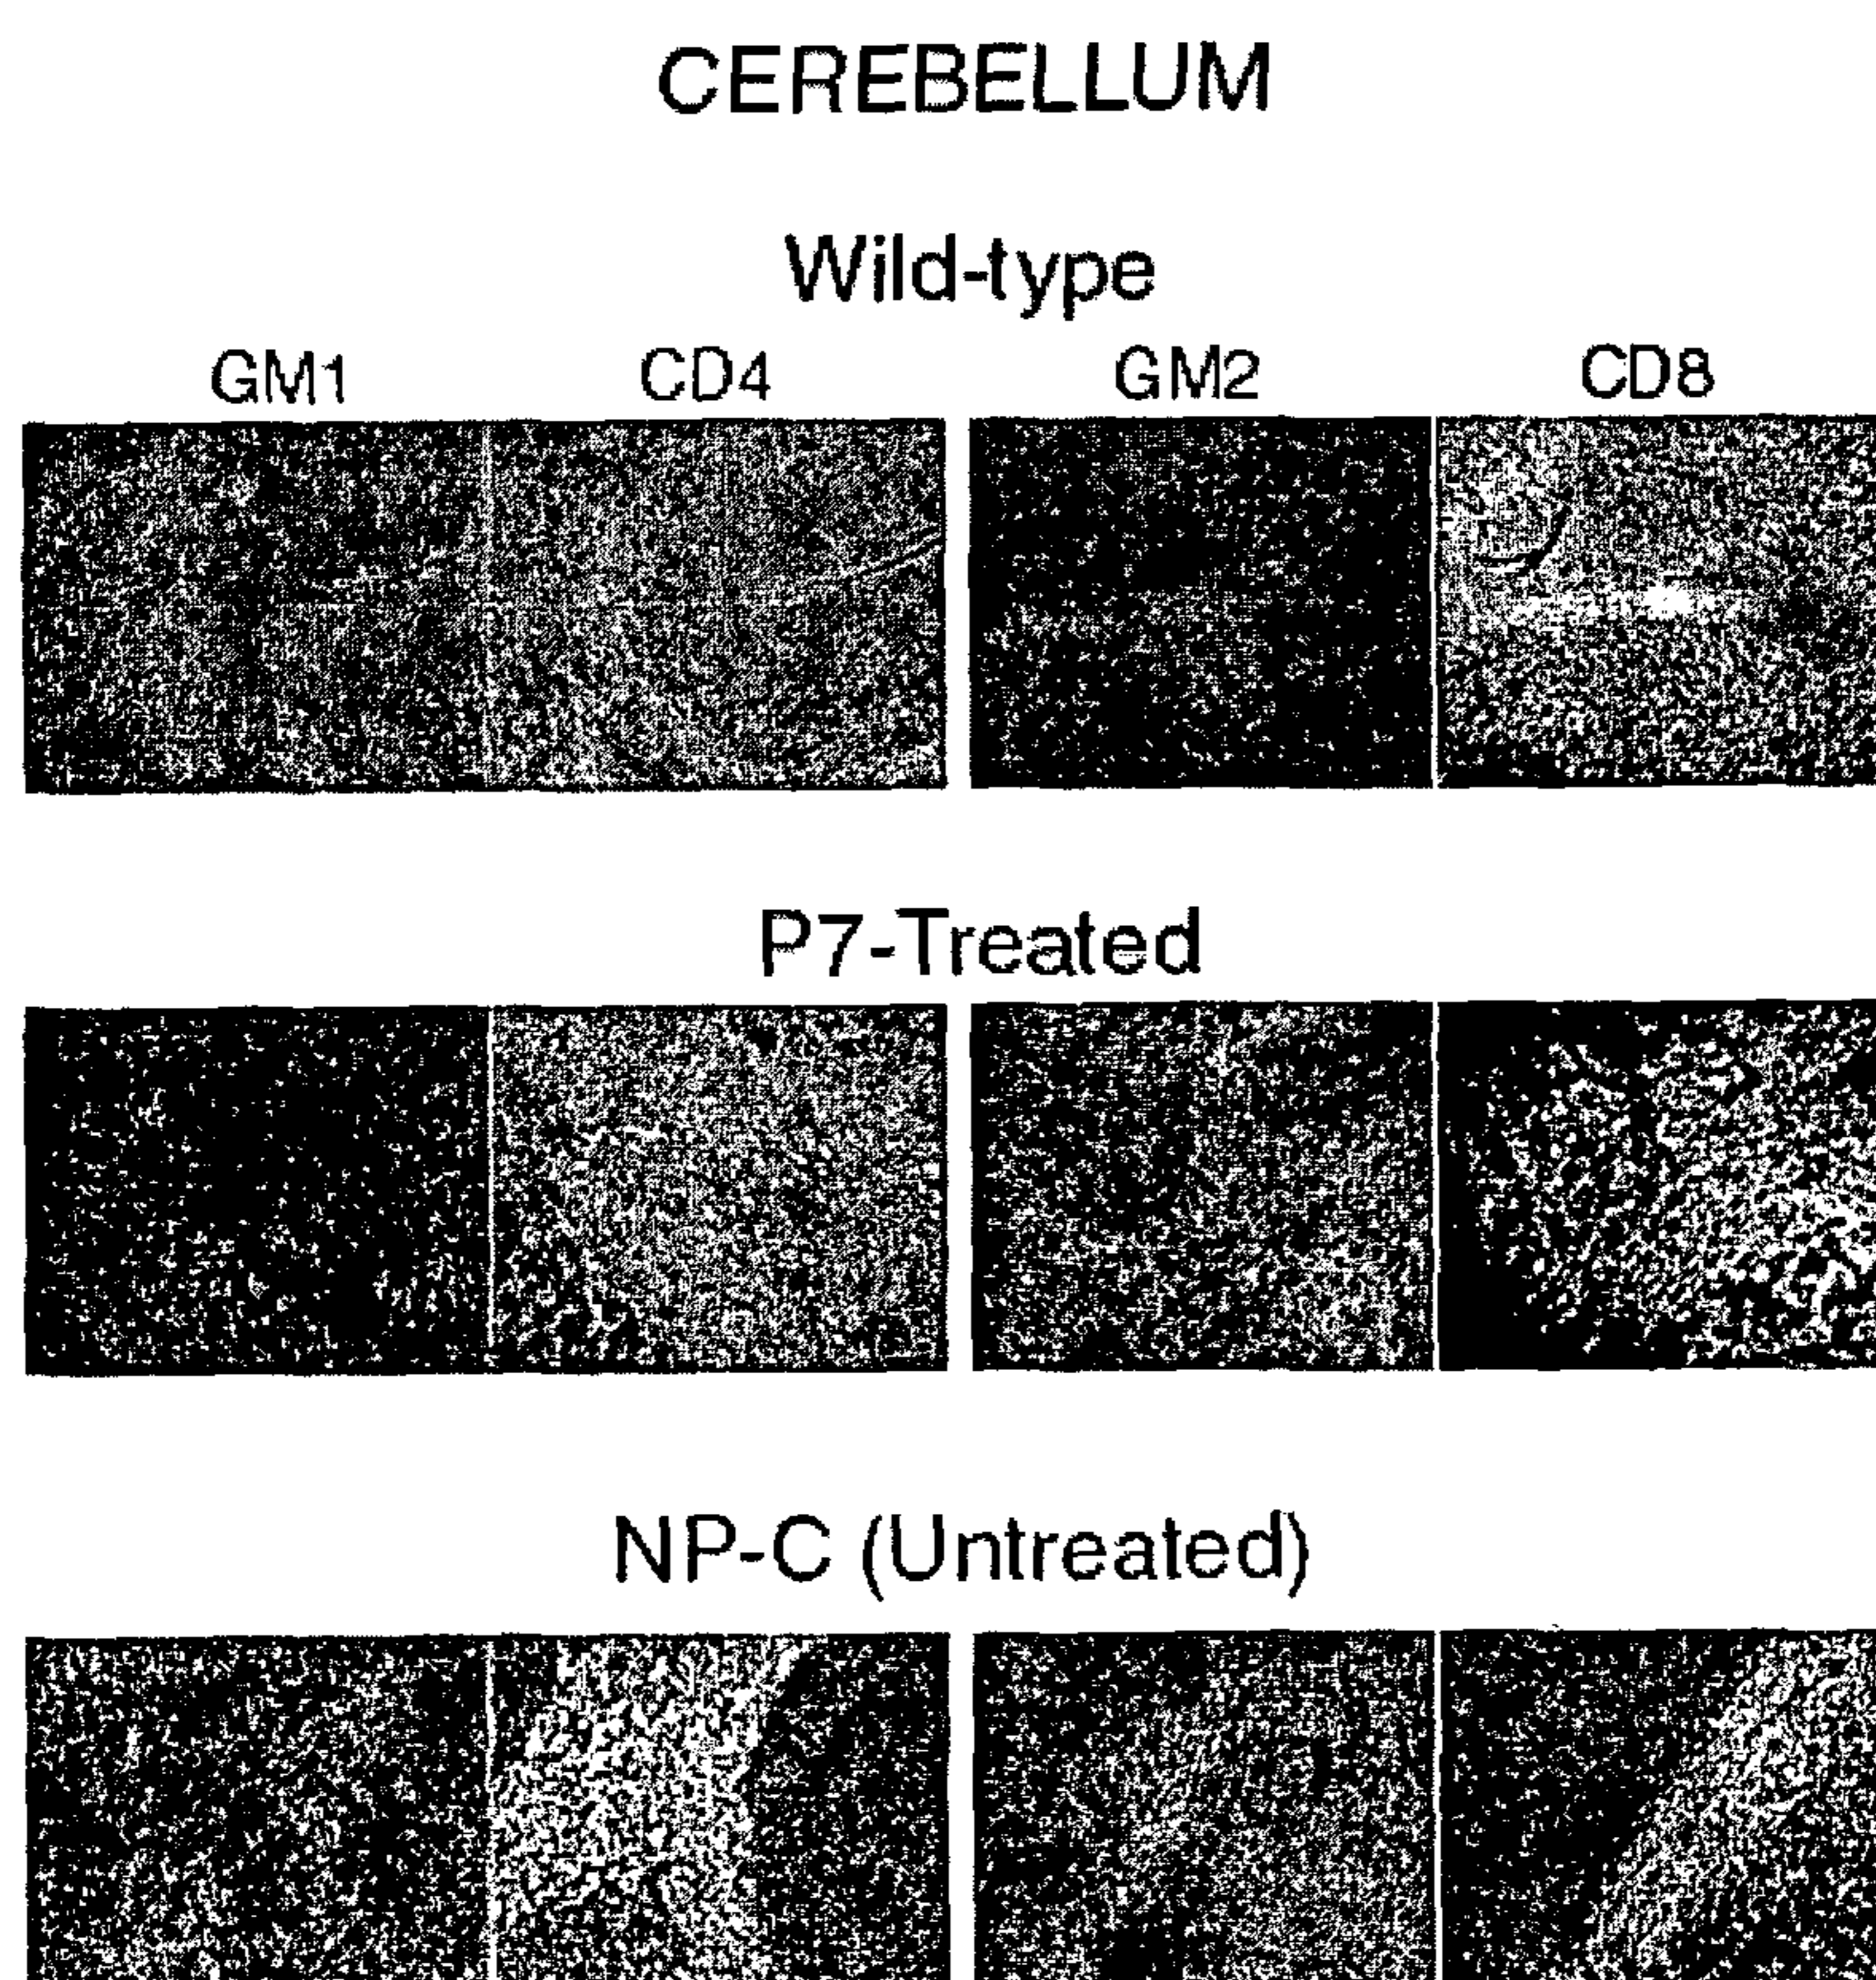 CEREBELLUM
Wild-type
GM1 CD4 GM2 CD8
P7-Treated
NP-C (Untreated)